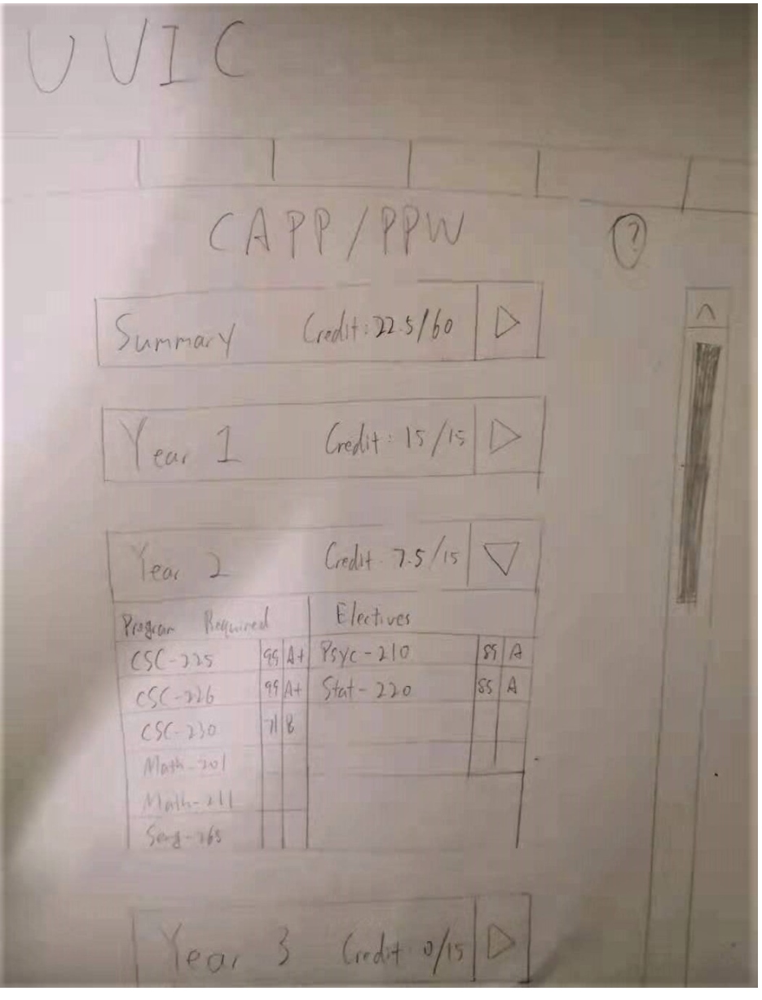 UVIC
CAPP/PPW ?
Summary Credit: 22.5/60
Year 1 Credit: 15/15
Year 2 Credit 7.5/15
Program Required Electives
CSC-225 95 A+ Psyc-210 85 A
CSC-226 95 A+ Stat-220 85 A
CSC-230 71 B
Math-201
Math-211
Seng-265
Year 3 Credit 0/15